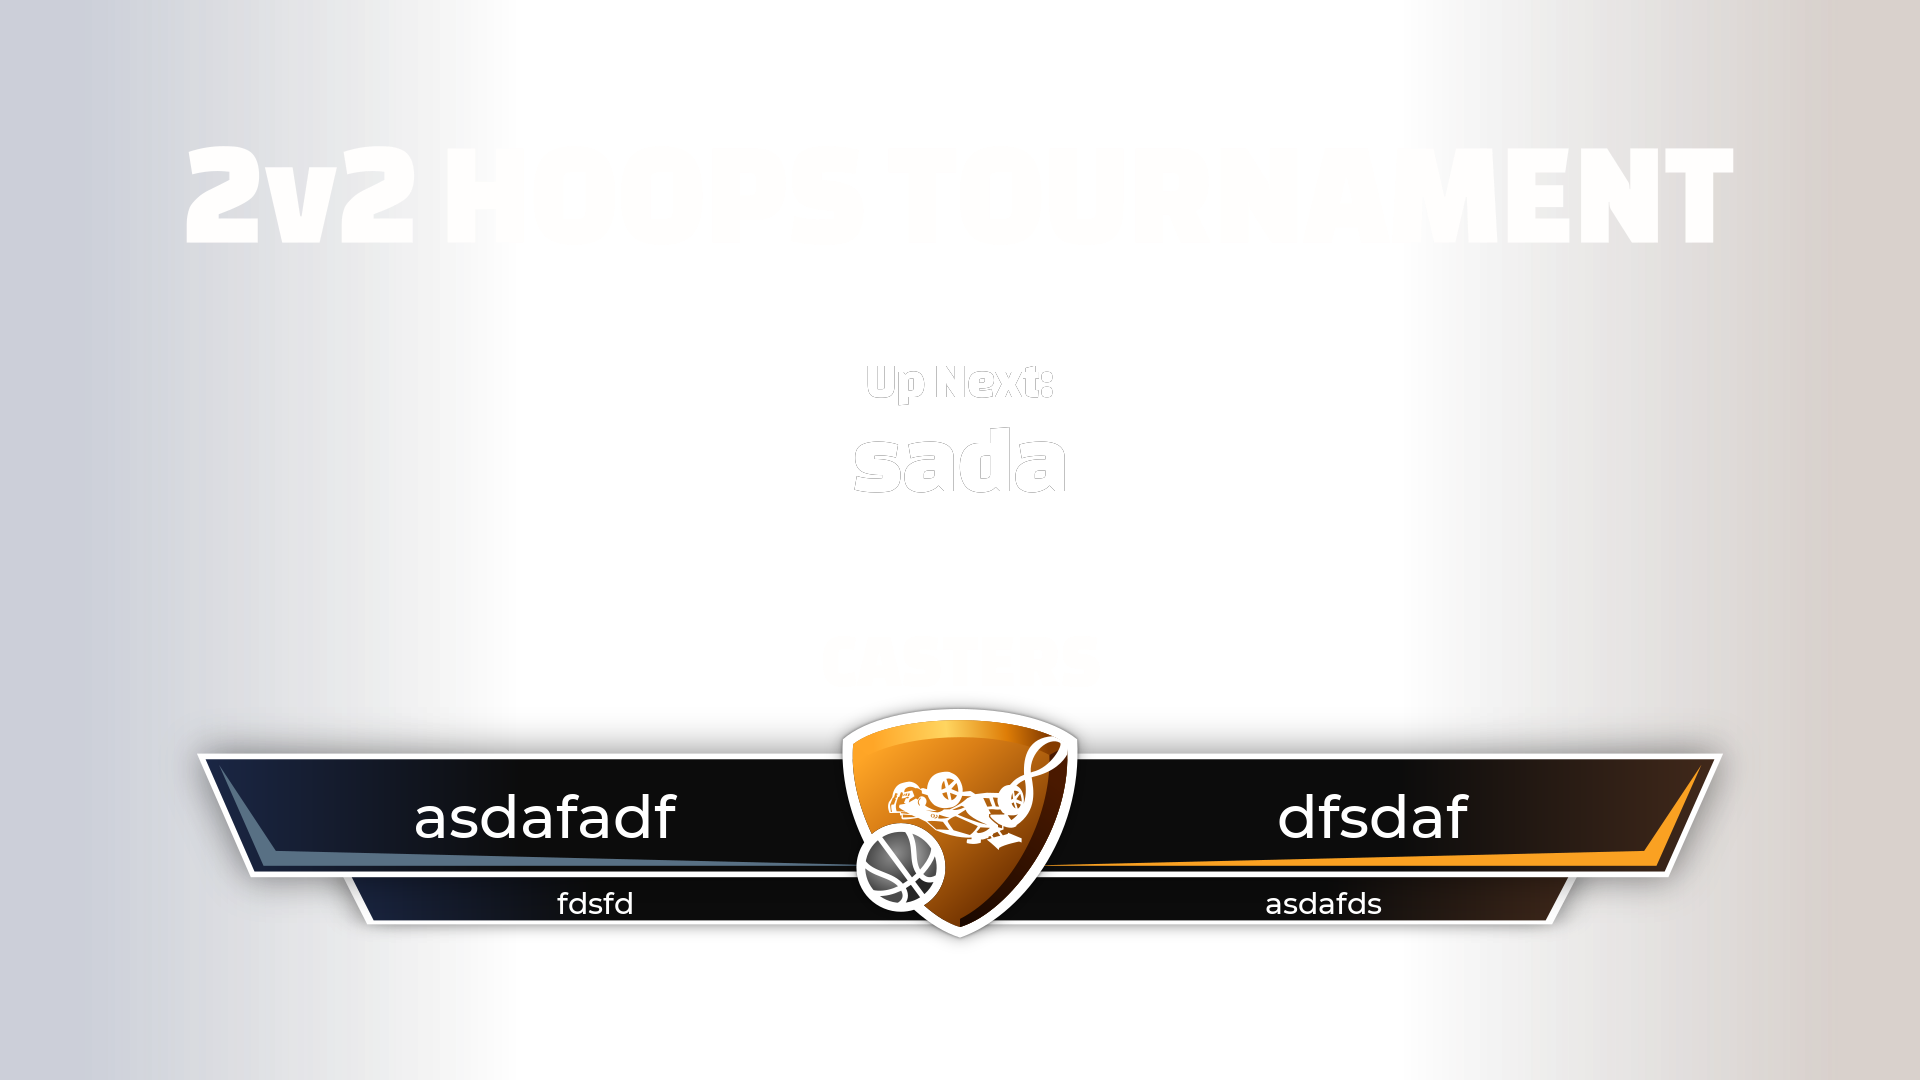 2v2 HOOPS TOURNAMENT
Up Next:
sada
CASTERS
asdafadf
dfsdaf
fdsfd
asdafds